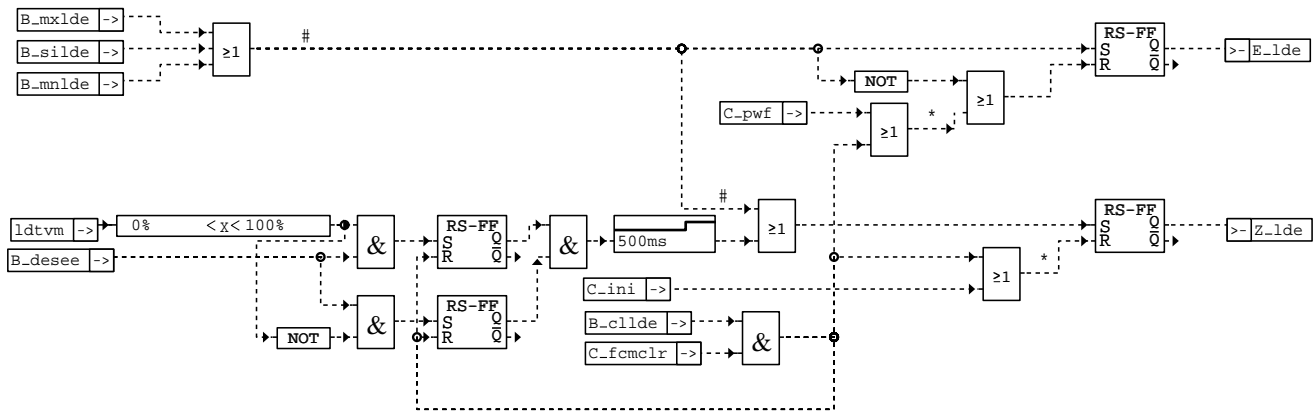 B_mxlde ->
B_silde ->
B_mnlde ->
≥1
#
RS-FF
S Q
R Q̅
>- E_lde
NOT
≥1
C_pwf ->
≥1
*
#
ldtvm ->
0% <x< 100%
B_desee ->
&
RS-FF
S Q
R Q̅
&
500ms
≥1
RS-FF
S Q
R Q̅
>- Z_lde
*
≥1
C_ini ->
NOT
&
RS-FF
S Q
R Q̅
B_cllde ->
C_fcmclr ->
&